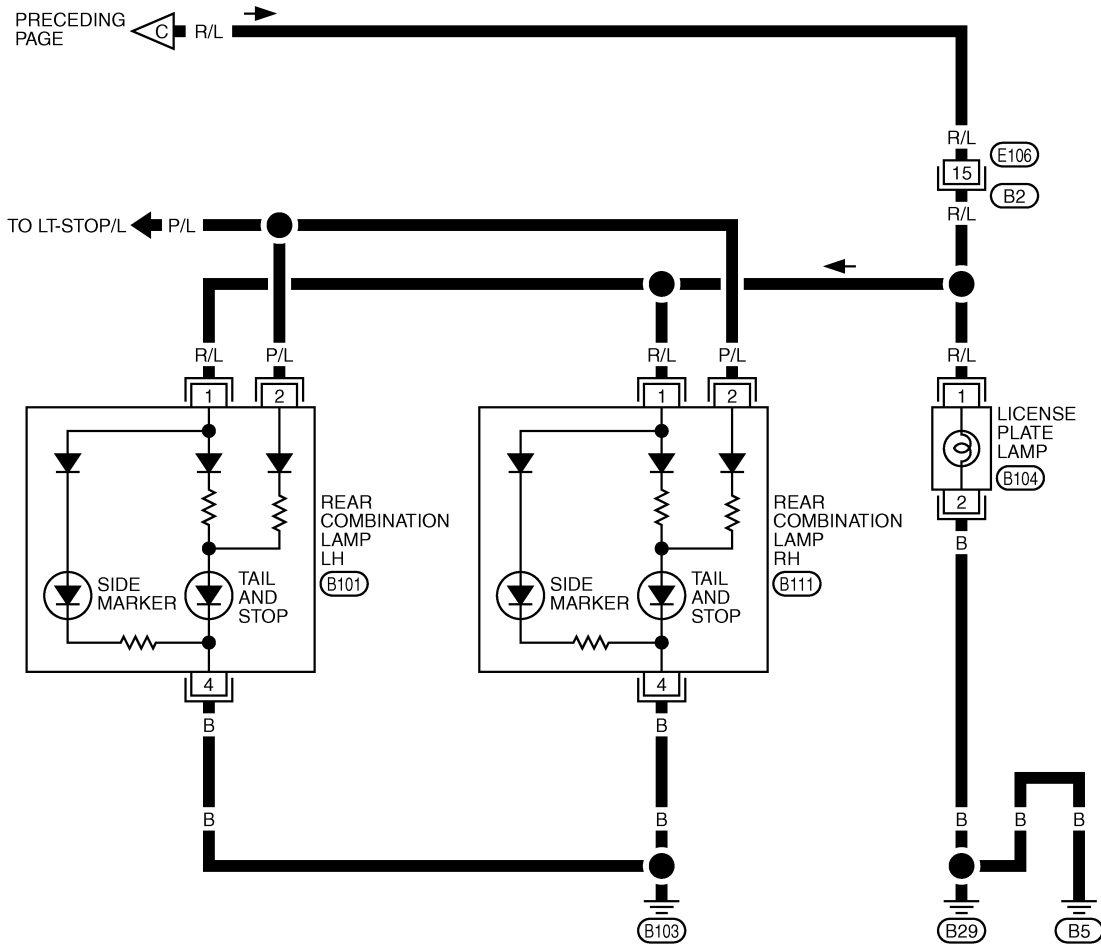 PRECEDING
PAGE
C
R/L
R/L
15
E106
B2
R/L
TO LT-STOP/L
P/L
R/L
P/L
R/L
P/L
R/L
1
2
1
2
1
LICENSE
PLATE
LAMP
B104
2
B
REAR
COMBINATION
LAMP
LH
B101
REAR
COMBINATION
LAMP
RH
B111
SIDE
MARKER
TAIL
AND
STOP
SIDE
MARKER
TAIL
AND
STOP
4
4
B
B
B
B
B
B
B
B103
B29
B5